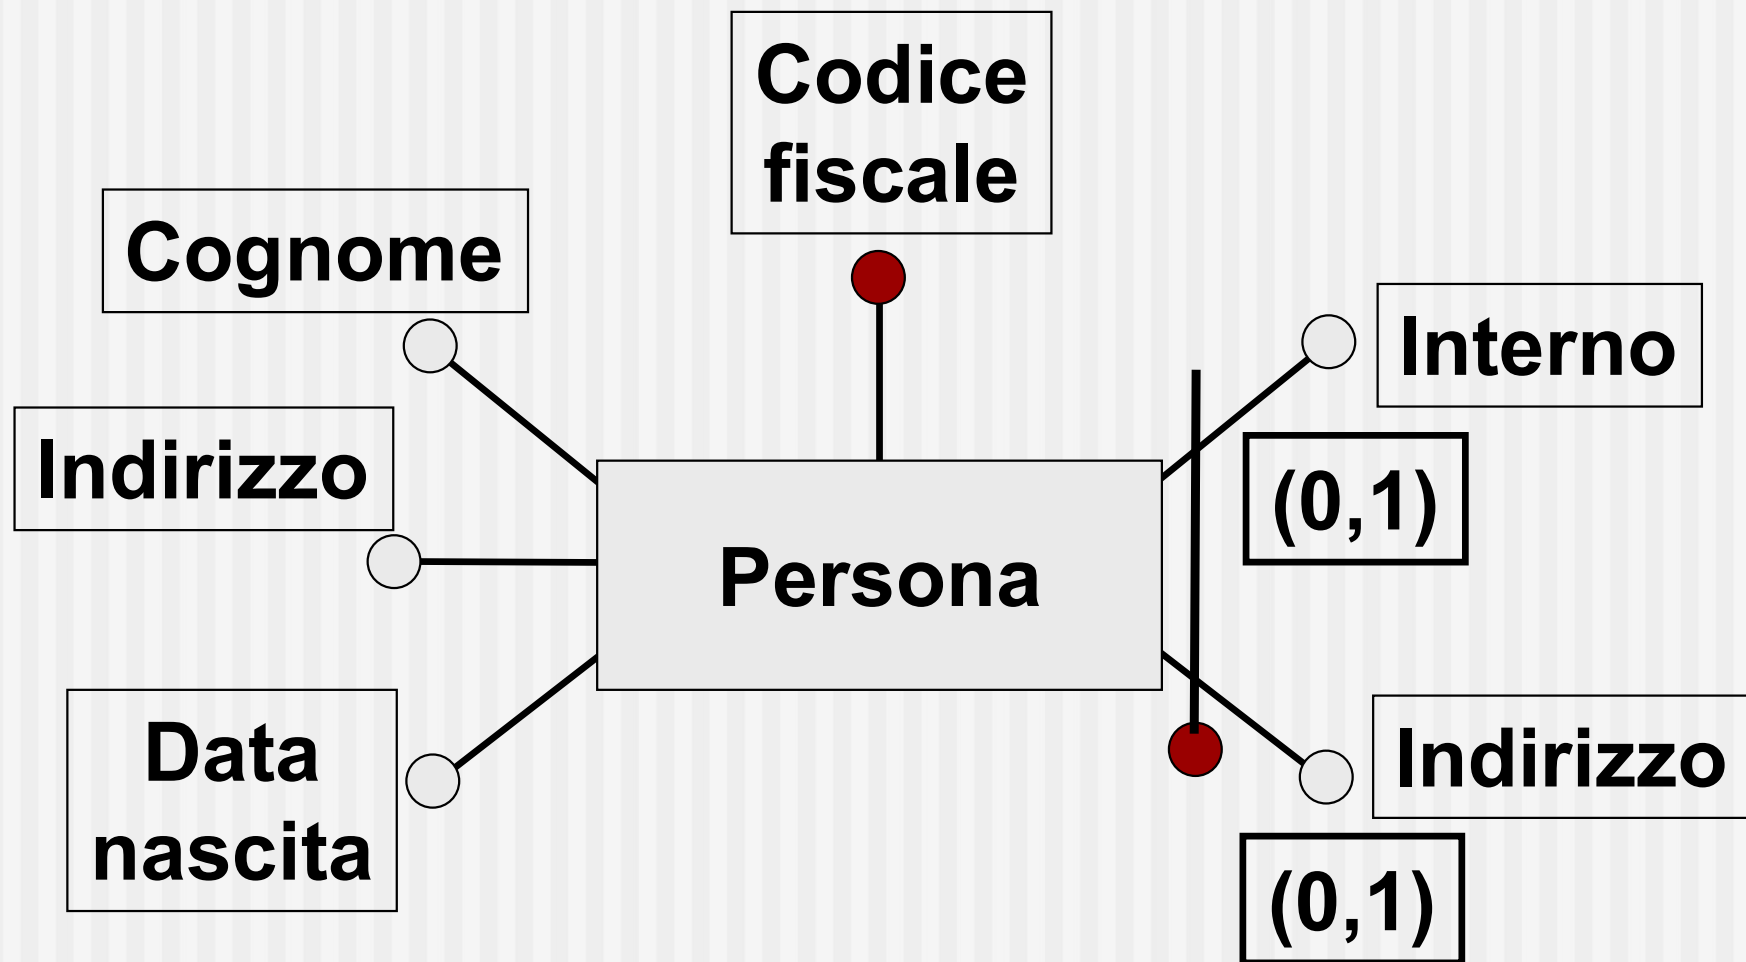 Codice
fiscale
Cognome
Interno
Indirizzo
(0,1)
Persona
Data
nascita
Indirizzo
(0,1)